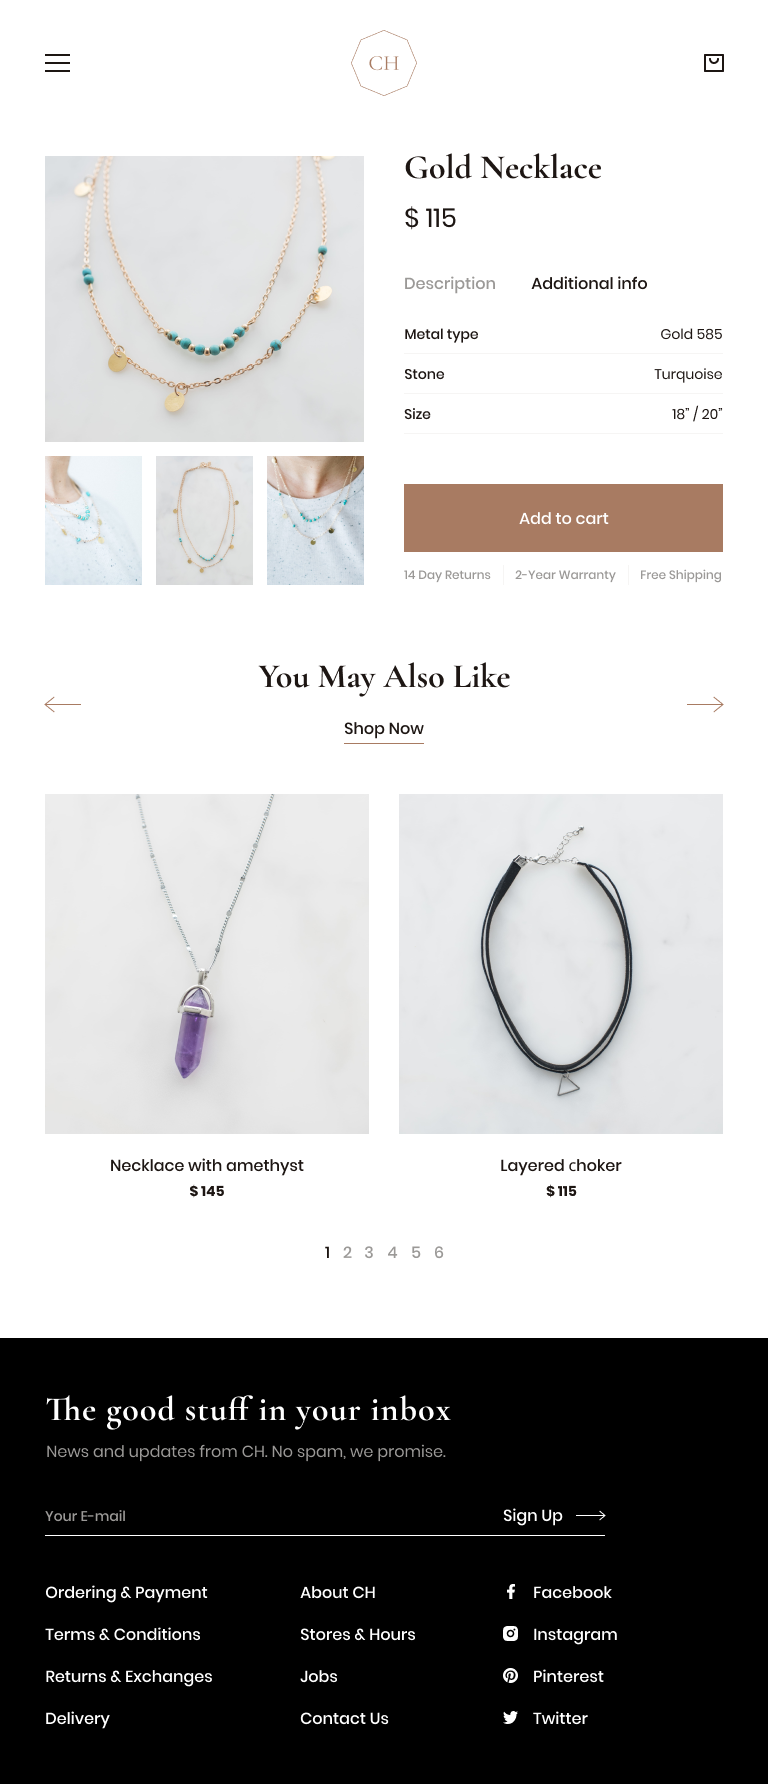 CH
Gold Necklace
$ 115
Description Additional info
Metal type Gold 585
Stone Turquoise
Size 18" / 20"
Add to cart
14 Day Returns 2-Year Warranty Free Shipping
You May Also Like
Shop Now
Necklace with amethyst
$ 145
Layered choker
$ 115
1 2 3 4 5 6
The good stuff in your inbox
News and updates from CH. No spam, we promise.
Your E-mail Sign Up
Ordering & Payment
Terms & Conditions
Returns & Exchanges
Delivery
About CH
Stores & Hours
Jobs
Contact Us
Facebook
Instagram
Pinterest
Twitter